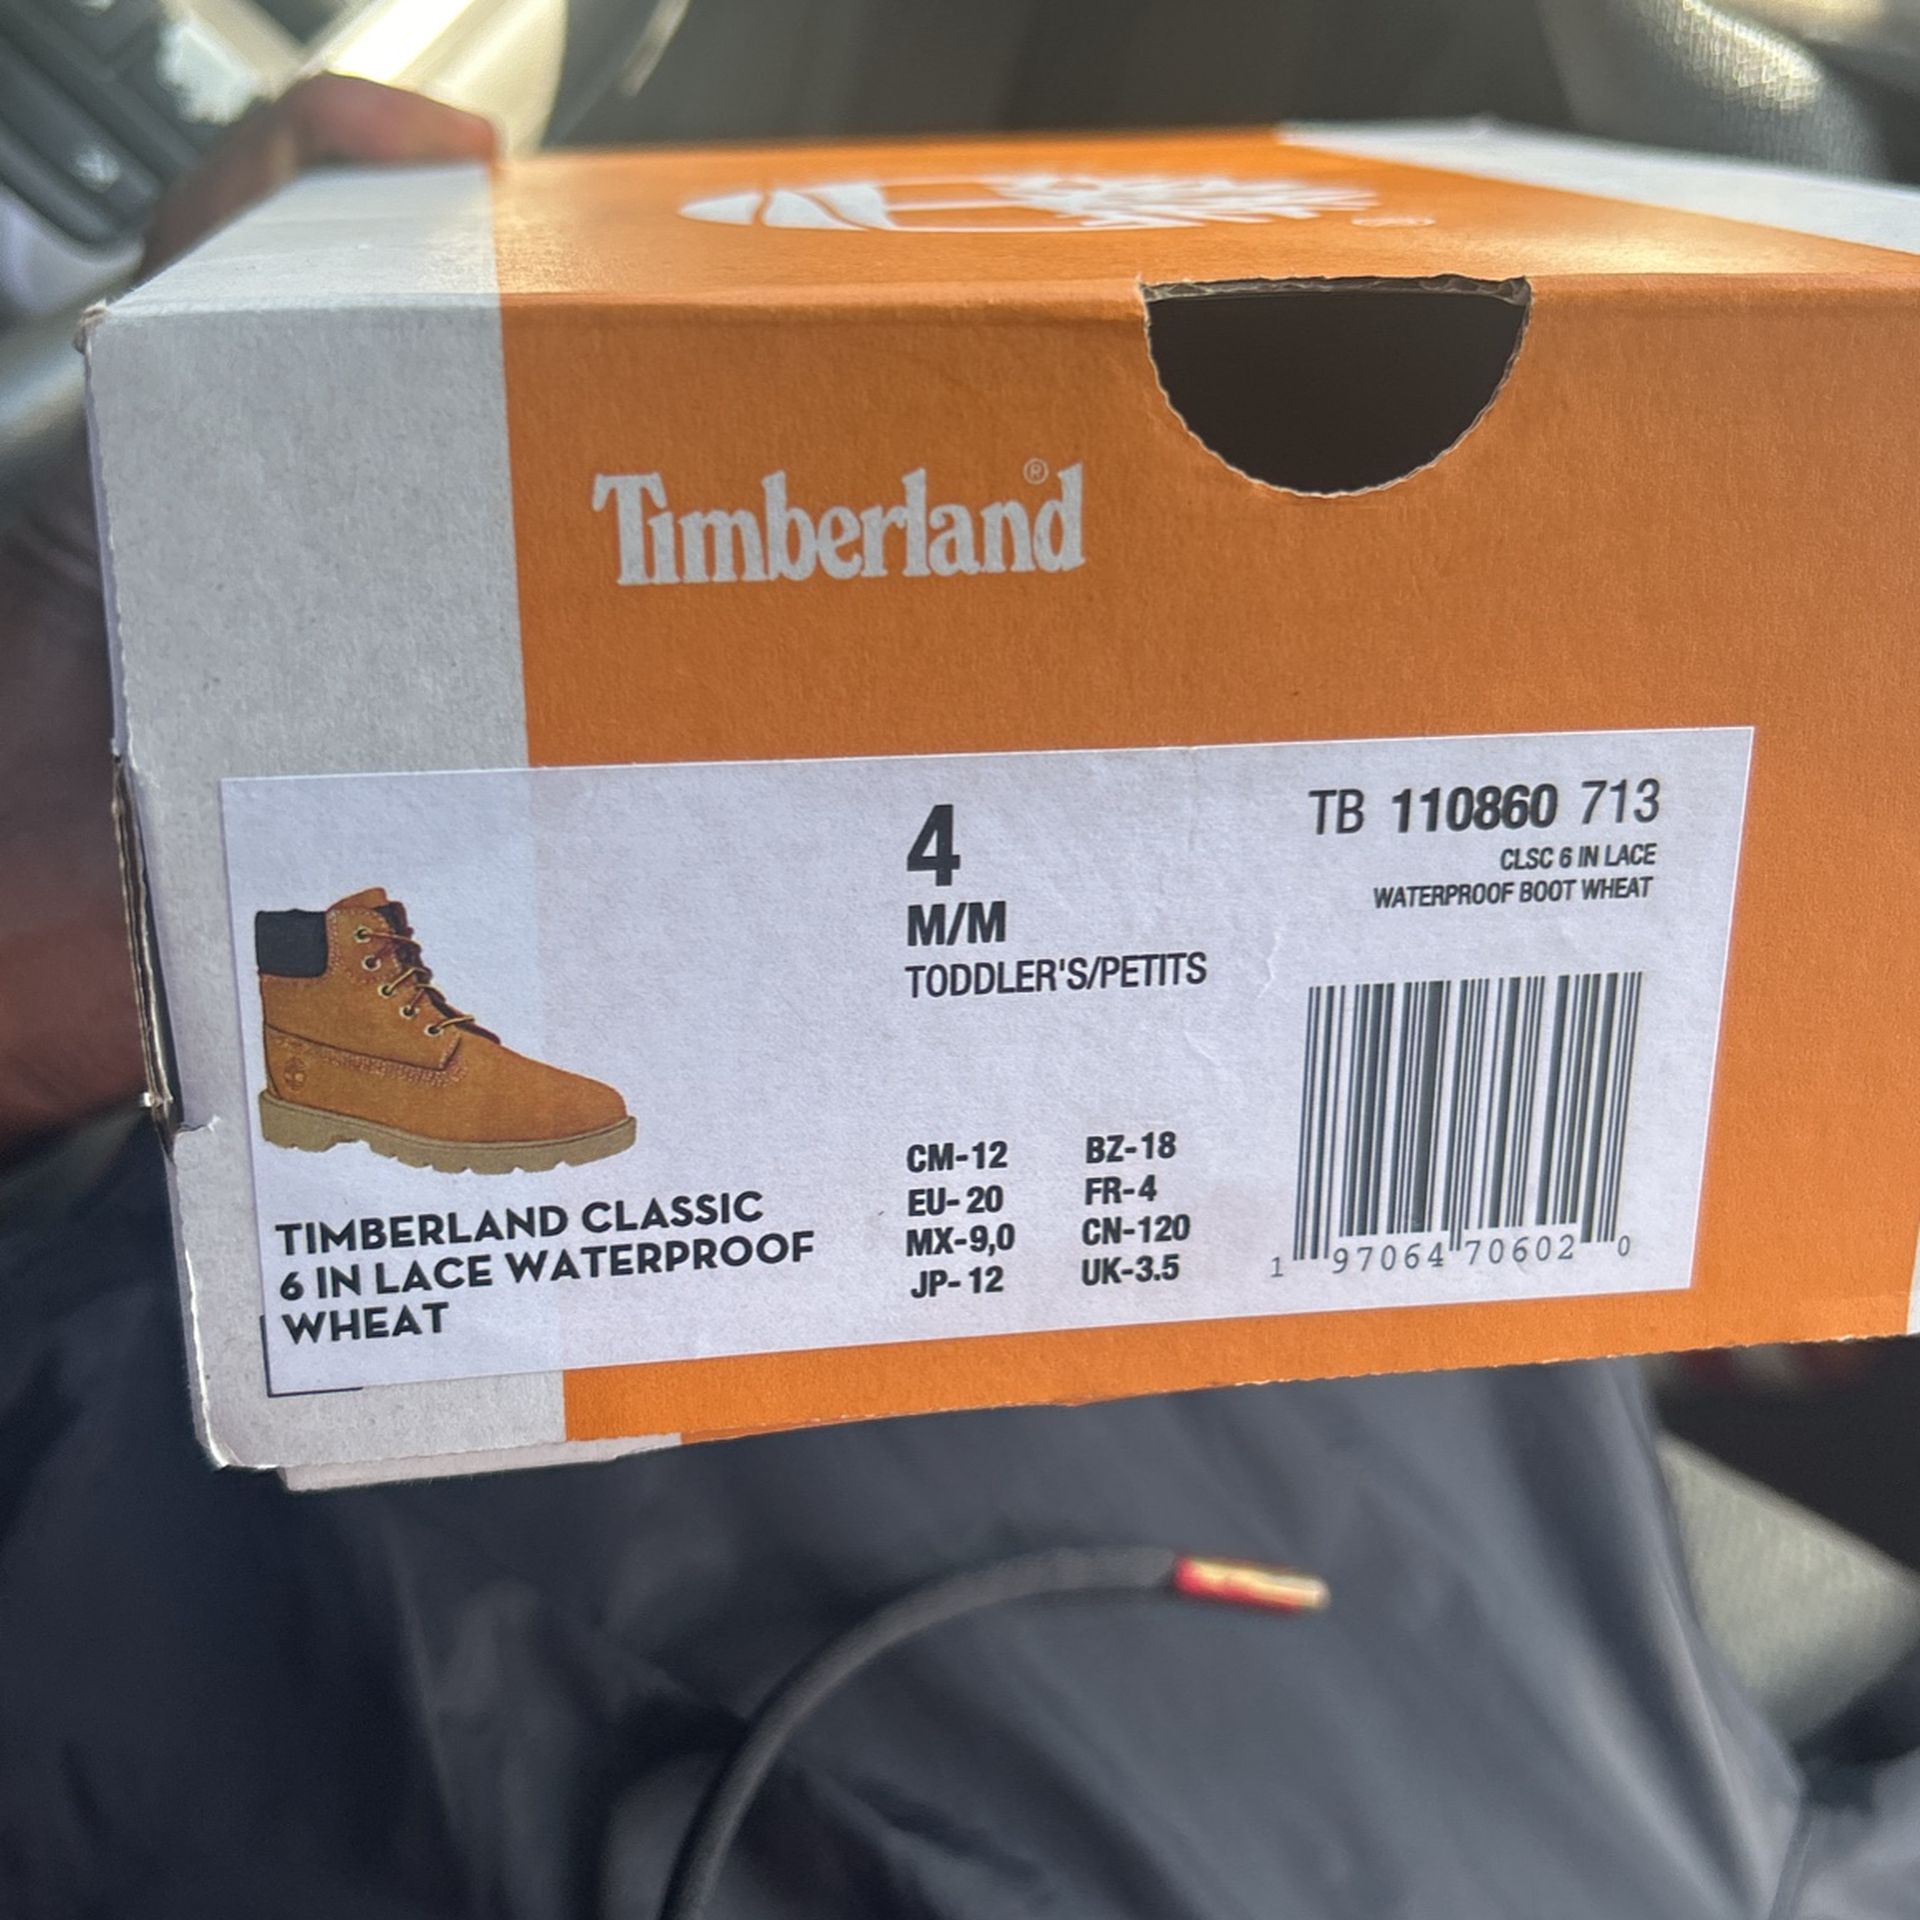 Timberland®
4
M/M
TODDLER'S/PETITS
TB 110860 713
CLSC 6 IN LACE
WATERPROOF BOOT WHEAT
TIMBERLAND CLASSIC
6 IN LACE WATERPROOF
WHEAT
CM-12 BZ-18
EU-20 FR-4
MX-9,0 CN-120
JP-12 UK-3.5
1 97064 70602 0